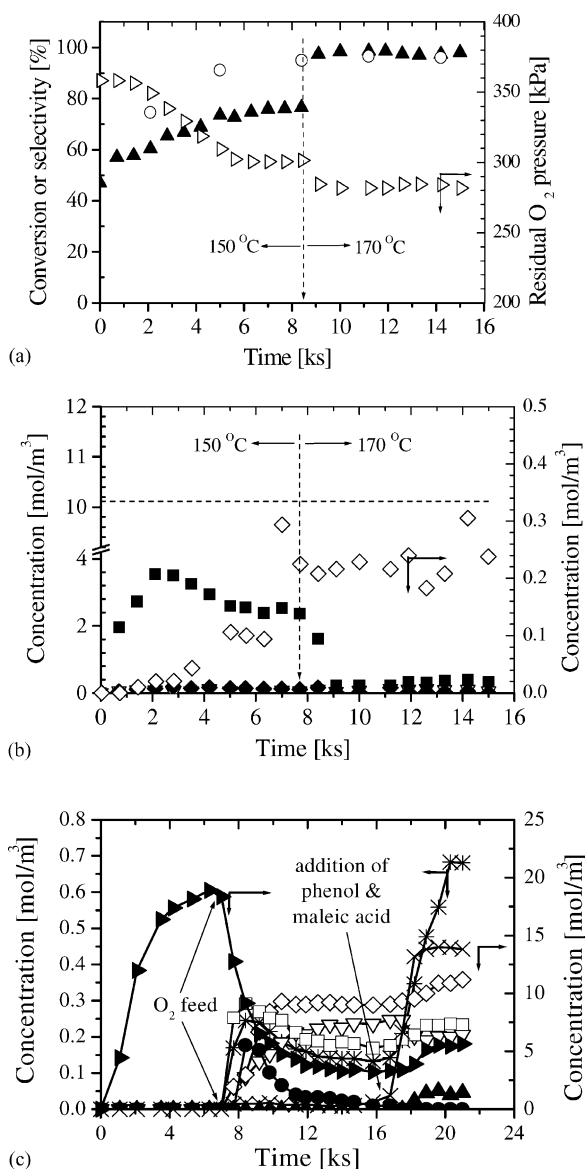 Conversion or selectivity [%]
100
80
60
40
20
0
400
350
300
250
200
Residual O2 pressure [kPa]
150 °C
170 °C
0 2 4 6 8 10 12 14 16
Time [ks]
(a)
Concentration [mol/m3]
12
11
10
4
2
0
0.5
0.4
0.3
0.2
0.1
0.0
Concentration [mol/m3]
150 °C
170 °C
0 2 4 6 8 10 12 14 16
Time [ks]
(b)
Concentration [mol/m3]
0.8
0.7
0.6
0.5
0.4
0.3
0.2
0.1
0.0
25
20
15
10
5
0
Concentration [mol/m3]
addition of
phenol &
maleic acid
O2 feed
0 4 8 12 16 20 24
Time [ks]
(c)